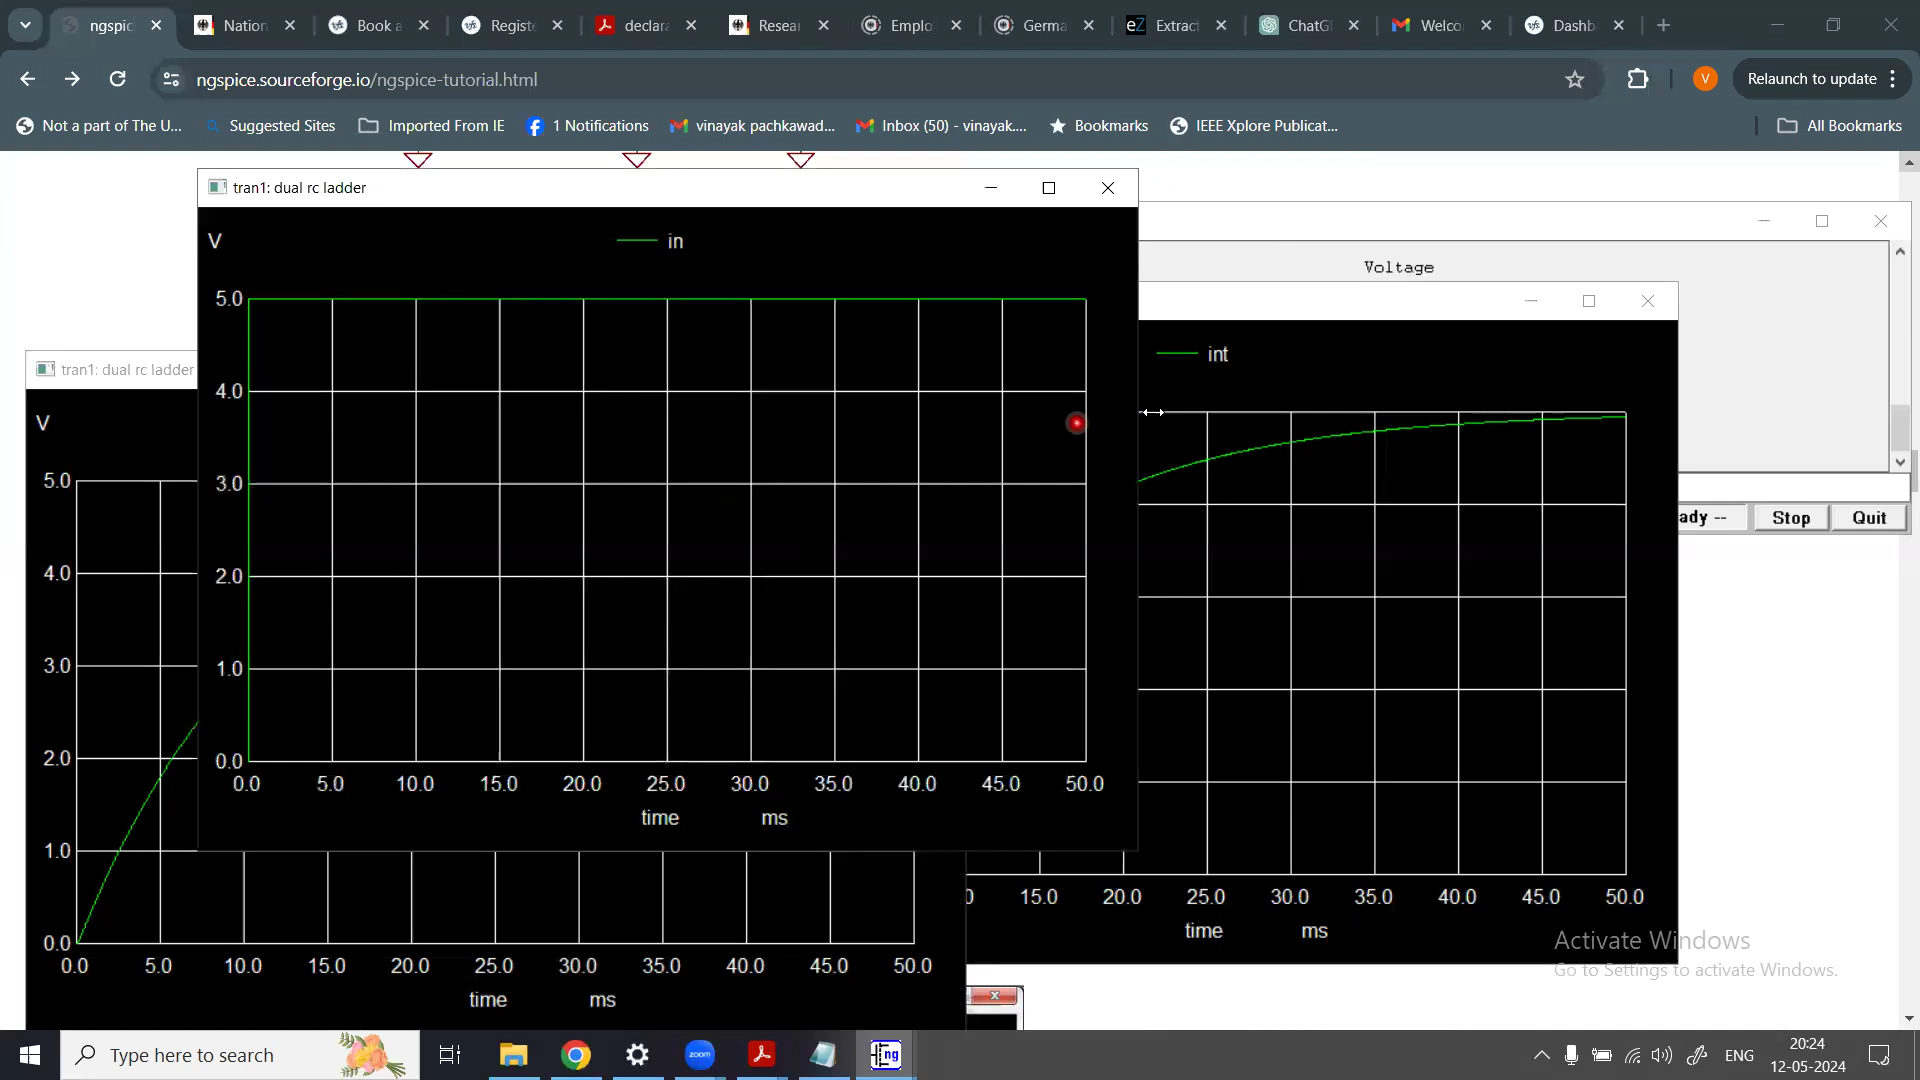 ngspic
Nation
Book a
Registe
declara
Resear
Emplo
Germa
eZ
Extract
ChatG
Welco
Dashb
ngspice.sourceforge.io/ngspice-tutorial.html
V
Relaunch to update
Not a part of The U...
Suggested Sites
Imported From IE
1 Notifications
vinayak pachkawad...
Inbox (50) - vinayak....
Bookmarks
IEEE Xplore Publicat...
All Bookmarks
tran1: dual rc ladder
V
in
5.0
4.0
3.0
2.0
1.0
0.0
0.0 5.0 10.0 15.0 20.0 25.0 30.0 35.0 40.0 45.0 50.0
time ms
Voltage
int
ady --
Stop
Quit
15.0 20.0 25.0 30.0 35.0 40.0 45.0 50.0
time ms
tran1: dual rc ladder
V
5.0
4.0
3.0
2.0
1.0
0.0
0.0 5.0 10.0 15.0 20.0 25.0 30.0 35.0 40.0 45.0 50.0
time ms
Activate Windows
Go to Settings to activate Windows.
Type here to search
zoom
ng
ENG
20:24
12-05-2024